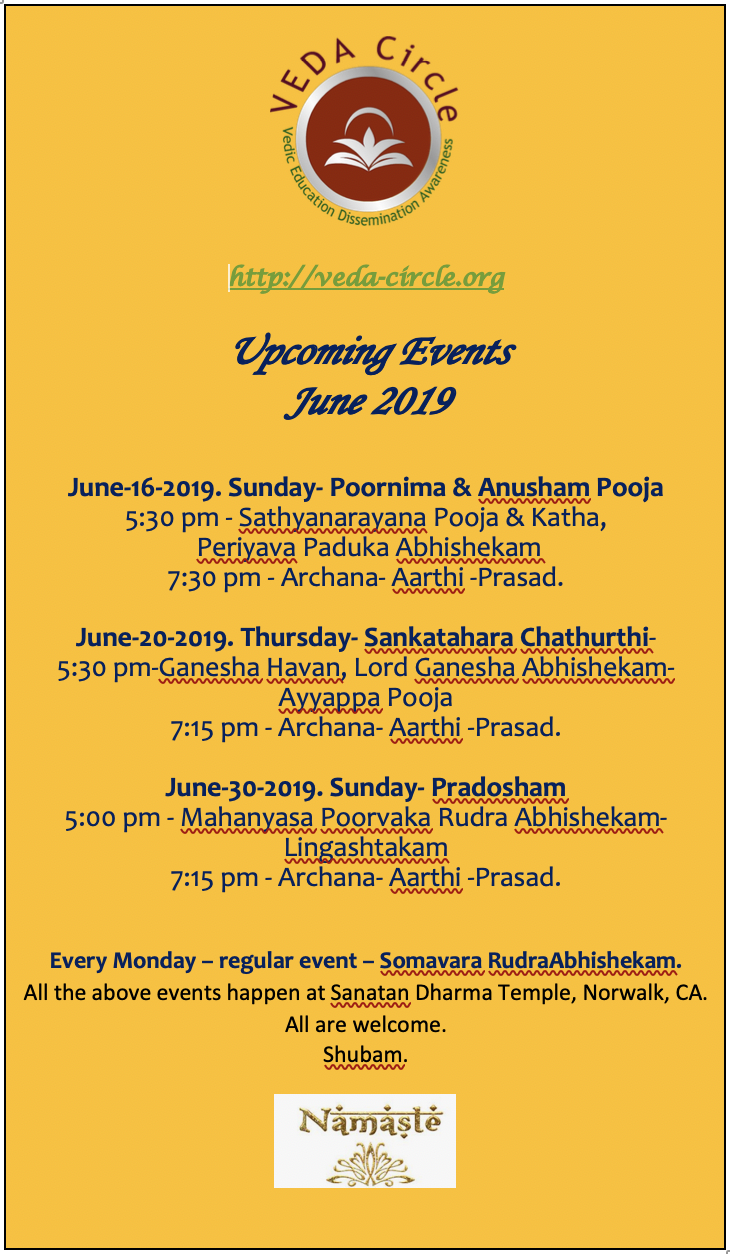 VEDA Circle
Vedic Education Dissemination Awareness
http://veda-circle.org
Upcoming Events
June 2019
June-16-2019. Sunday- Poornima & Anusham Pooja
5:30 pm - Sathyanarayana Pooja & Katha,
Periyava Paduka Abhishekam
7:30 pm - Archana- Aarthi -Prasad.
June-20-2019. Thursday- Sankatahara Chathurthi-
5:30 pm-Ganesha Havan, Lord Ganesha Abhishekam-
Ayyappa Pooja
7:15 pm - Archana- Aarthi -Prasad.
June-30-2019. Sunday- Pradosham
5:00 pm - Mahanyasa Poorvaka Rudra Abhishekam-
Lingashtakam
7:15 pm - Archana- Aarthi -Prasad.
Every Monday – regular event – Somavara RudraAbhishekam.
All the above events happen at Sanatan Dharma Temple, Norwalk, CA.
All are welcome.
Shubam.
Namaste